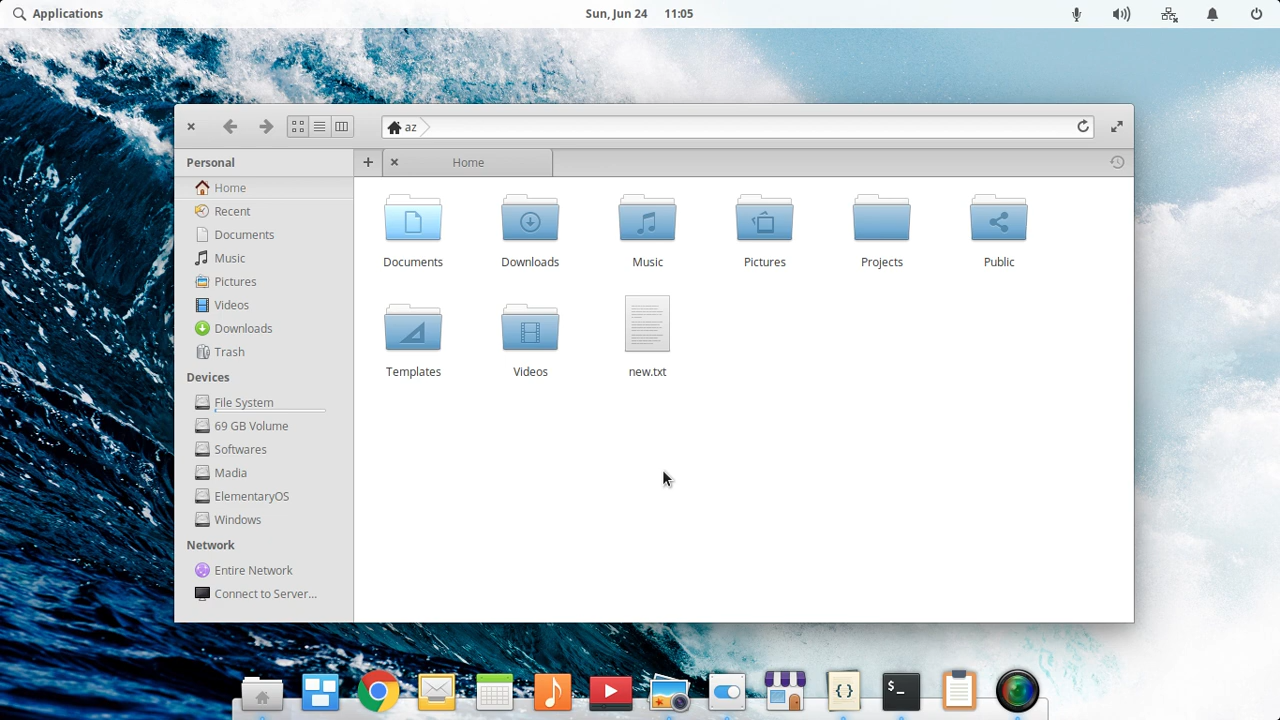 Applications
Sun, Jun 24 11:05
az
Personal
Home
Home
Recent
Documents
Music
Pictures
Videos
Downloads
Trash
Devices
File System
69 GB Volume
Softwares
Madia
ElementaryOS
Windows
Network
Entire Network
Connect to Server...
Documents
Downloads
Music
Pictures
Projects
Public
Templates
Videos
new.txt
{}
$_